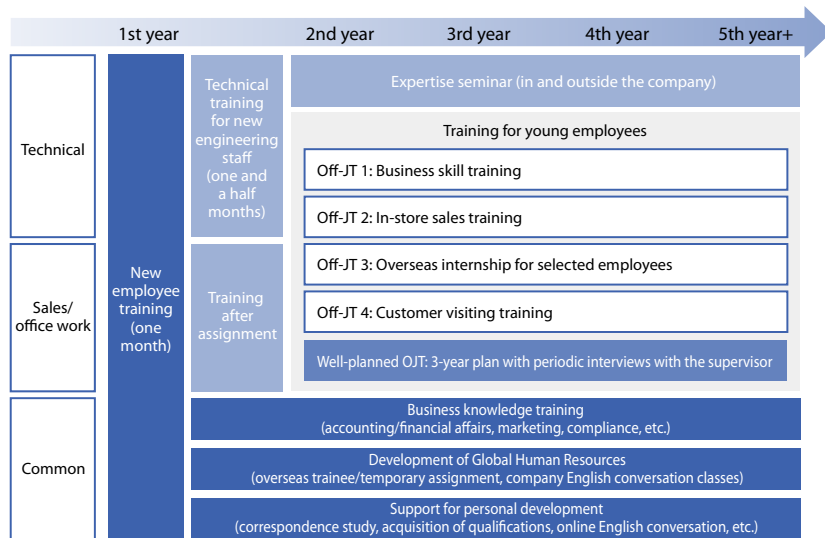 1st year
2nd year
3rd year
4th year
5th year+
Technical
Sales/
office work
Common
New
employee
training
(one
month)
Technical
training
for new
engineering
staff
(one and
a half
months)
Training
after
assignment
Expertise seminar (in and outside the company)
Training for young employees
Off-JT 1: Business skill training
Off-JT 2: In-store sales training
Off-JT 3: Overseas internship for selected employees
Off-JT 4: Customer visiting training
Well-planned OJT: 3-year plan with periodic interviews with the supervisor
Business knowledge training
(accounting/financial affairs, marketing, compliance, etc.)
Development of Global Human Resources
(overseas trainee/temporary assignment, company English conversation classes)
Support for personal development
(correspondence study, acquisition of qualifications, online English conversation, etc.)